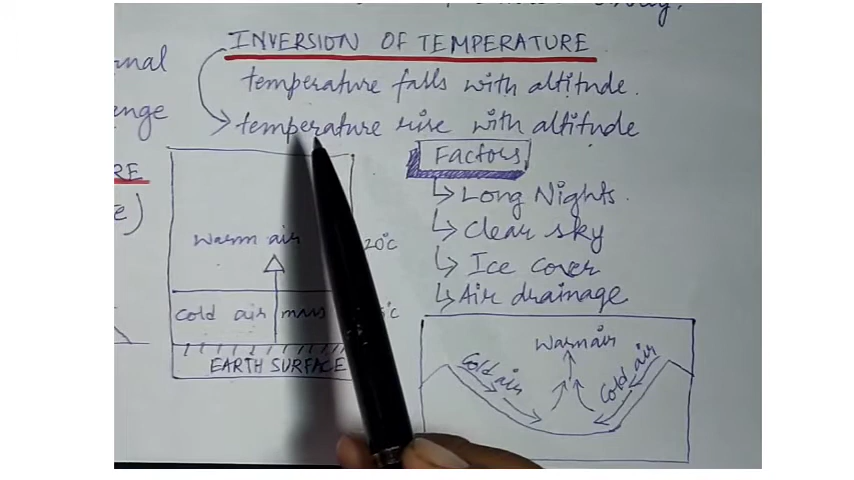 INVERSION OF TEMPERATURE
temperature falls with altitude.
temperature rise with altitude
Factors
Long Nights.
Clear sky
Ice cover
Air drainage
RE
Warm air
20°C
Cold air mass
°C
EARTH SURFACE
Warm air
Cold air
Cold air